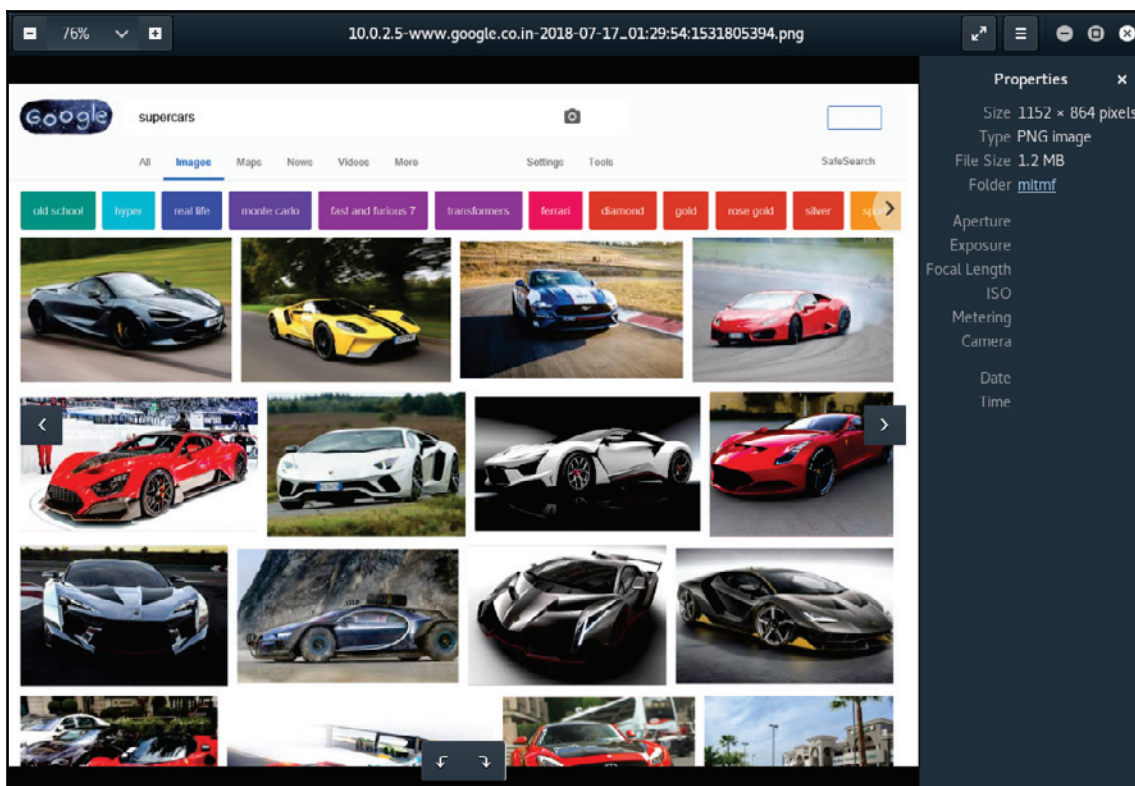 76%
10.0.2.5-www.google.co.in-2018-07-17_01:29:54:1531805394.png
Google
supercars
All Images Maps News Videos More Settings Tools SafeSearch
old school hyper real life monte carlo fast and furious 7 transformers ferrari diamond gold rose gold silver
Properties
Size 1152 × 864 pixels
Type PNG image
File Size 1.2 MB
Folder mitmf
Aperture
Exposure
Focal Length
ISO
Metering
Camera
Date
Time